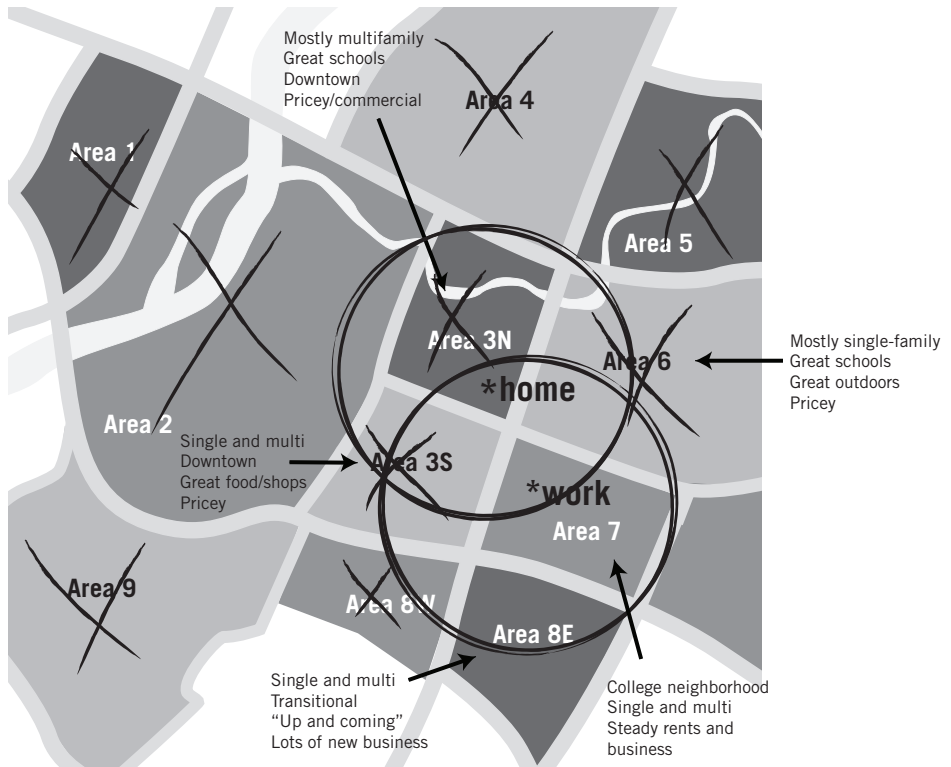 Mostly multifamily
Great schools
Downtown
Pricey/commercial
Area 4
Area 1
Area 5
Area 3N
Area 6
Mostly single-family
Great schools
Great outdoors
Pricey
*home
Area 2
Single and multi
Downtown
Great food/shops
Pricey
Area 3S
*work
Area 7
Area 9
Area 8W
Area 8E
Single and multi
Transitional
“Up and coming”
Lots of new business
College neighborhood
Single and multi
Steady rents and
business